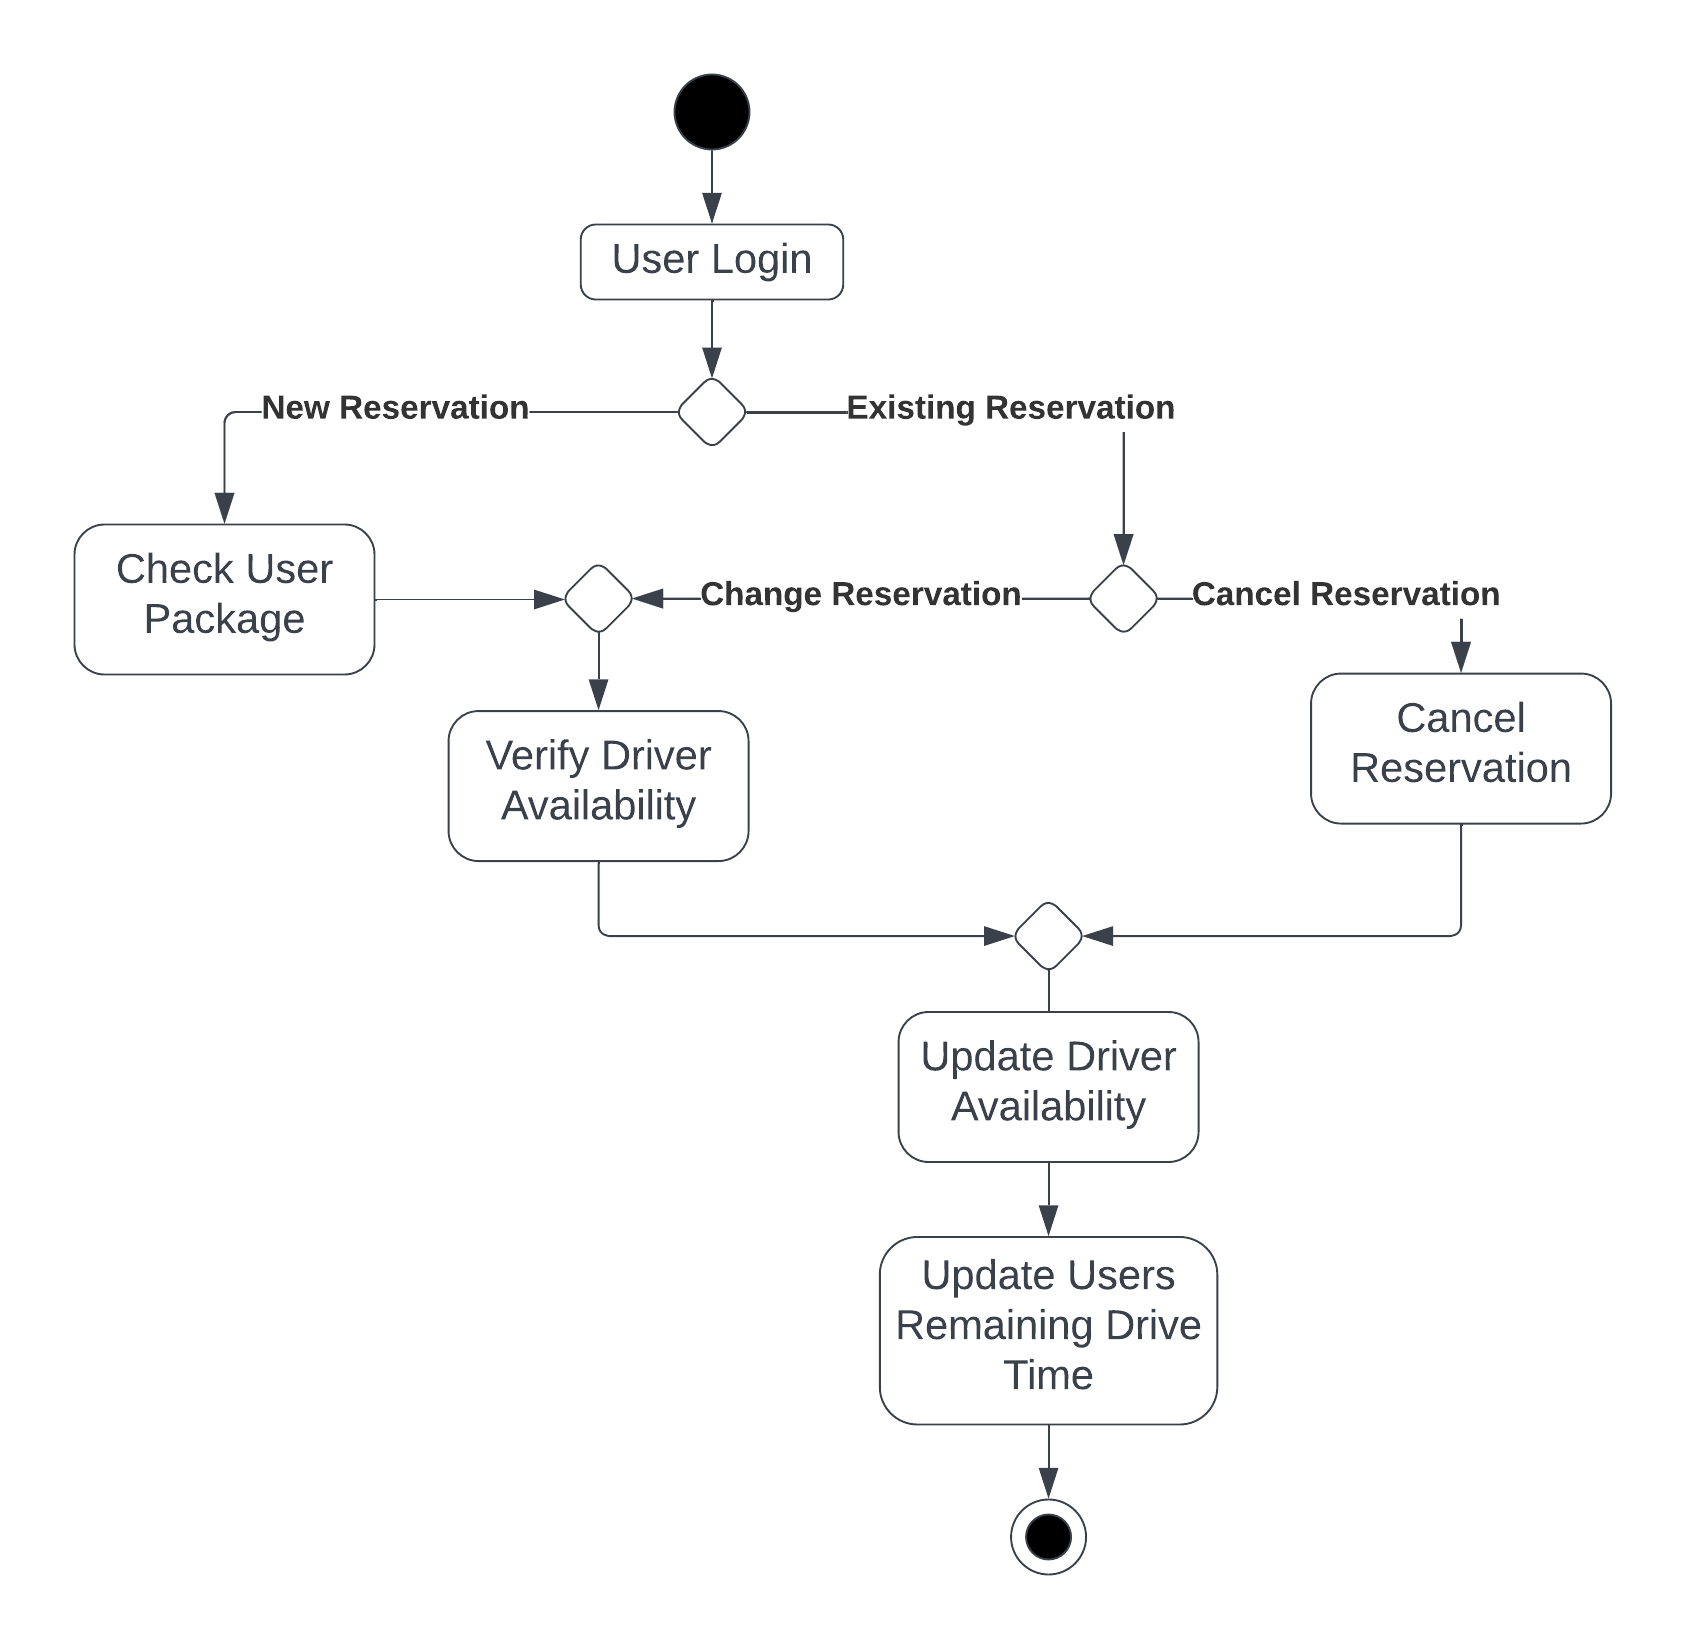 User Login
New Reservation
Existing Reservation
Check User
Package
Change Reservation
Cancel Reservation
Verify Driver
Availability
Cancel
Reservation
Update Driver
Availability
Update Users
Remaining Drive
Time